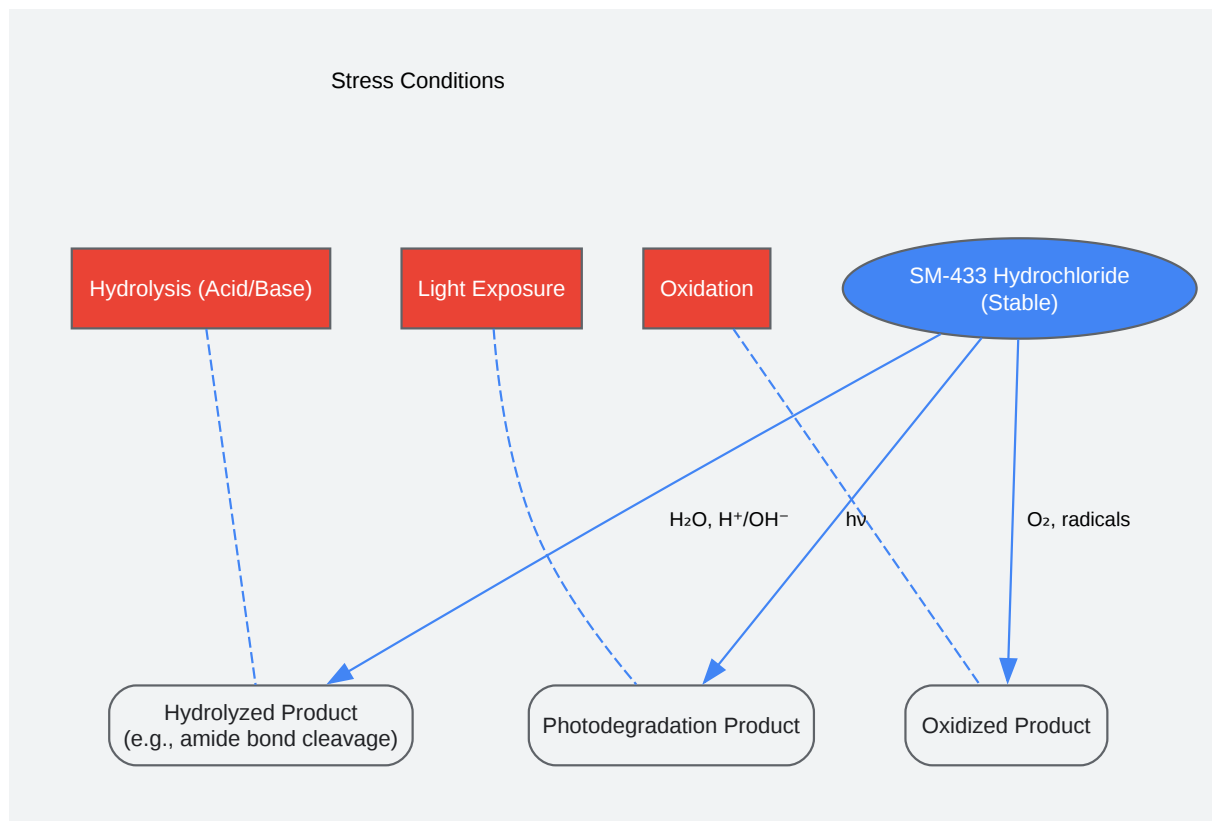 Stress Conditions
Hydrolysis (Acid/Base)
Light Exposure
Oxidation
SM-433 Hydrochloride
(Stable)
H₂O, H⁺/OH⁻
hν
O₂, radicals
Hydrolyzed Product
(e.g., amide bond cleavage)
Photodegradation Product
Oxidized Product